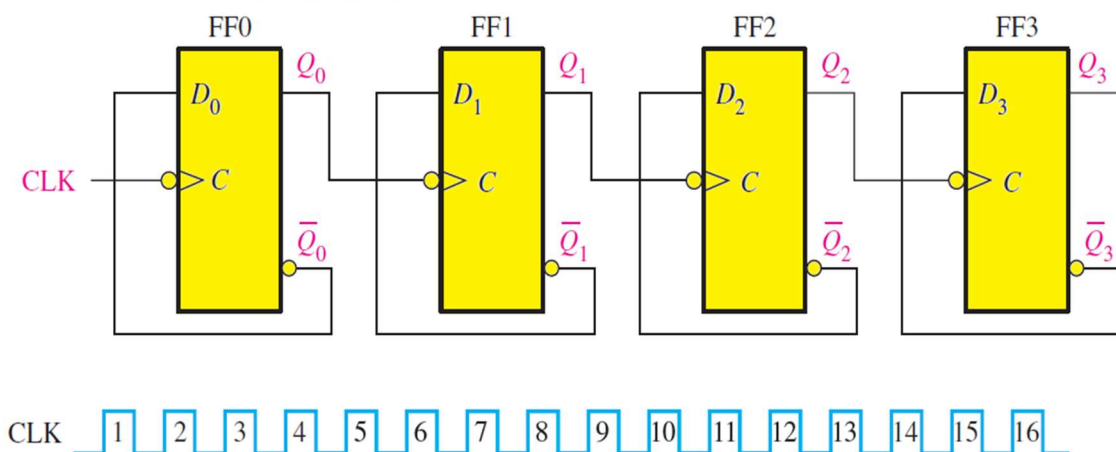 FF0 FF1 FF2 FF3
Q0 Q1 Q2 Q3
D0 D1 D2 D3
CLK C C C C
Q̅0 Q̅1 Q̅2 Q̅3
CLK 1 2 3 4 5 6 7 8 9 10 11 12 13 14 15 16